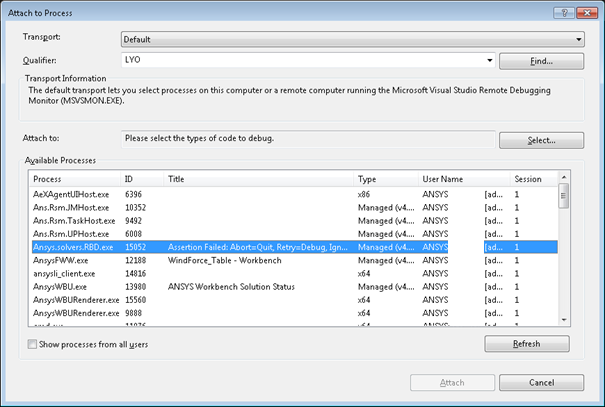 Attach to Process
Transport: Default
Qualifier: LYO Find...
Transport Information
The default transport lets you select processes on this computer or a remote computer running the Microsoft Visual Studio Remote Debugging
Monitor (MSVSMON.EXE).
Attach to: Please select the types of code to debug. Select...
Available Processes
Process ID Title Type User Name Session
AeXAgentUIHost.exe 6396 x86 ANSYS [ad... 1
Ans.Rsm.JMHost.exe 10352 Managed (v4.... ANSYS [ad... 1
Ans.Rsm.TaskHost.exe 9492 Managed (v4.... ANSYS [ad... 1
Ans.Rsm.UPHost.exe 6008 Managed (v4.... ANSYS [ad... 1
Ansys.solvers.RBD.exe 15052 Assertion Failed: Abort=Quit, Retry=Debug, Ign... Managed (v4.... ANSYS [ad... 1
AnsysFWW.exe 12188 WindForce_Table - Workbench Managed (v4.... ANSYS [ad... 1
ansysli_client.exe 14816 x64 ANSYS [ad... 1
AnsysWBU.exe 13980 ANSYS Workbench Solution Status Managed (v4.... ANSYS [ad... 1
AnsysWBURenderer.exe 15560 x64 ANSYS [ad... 1
AnsysWBURenderer.exe 9888 x64 ANSYS [ad... 1
Show processes from all users Refresh
Attach Cancel